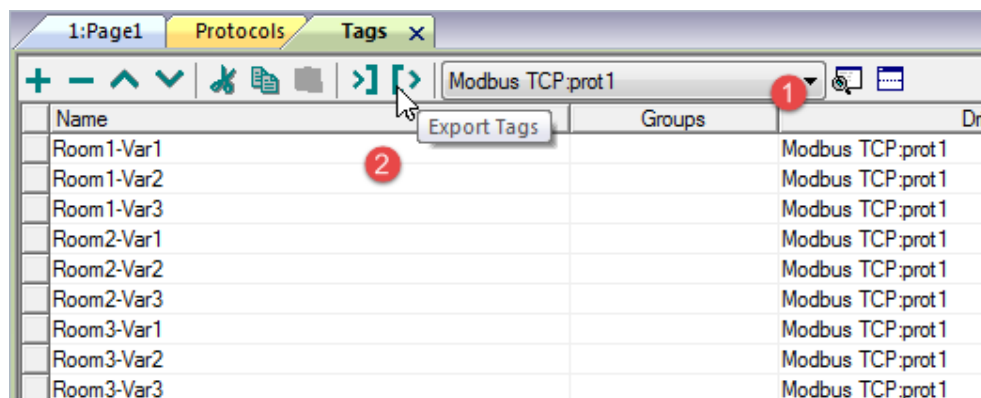 1:Page1 Protocols Tags
Modbus TCP:prot1 1
Export Tags
Name Groups Dr
2
Room1-Var1 Modbus TCP:prot1
Room1-Var2 Modbus TCP:prot1
Room1-Var3 Modbus TCP:prot1
Room2-Var1 Modbus TCP:prot1
Room2-Var2 Modbus TCP:prot1
Room2-Var3 Modbus TCP:prot1
Room3-Var1 Modbus TCP:prot1
Room3-Var2 Modbus TCP:prot1
Room3-Var3 Modbus TCP:prot1